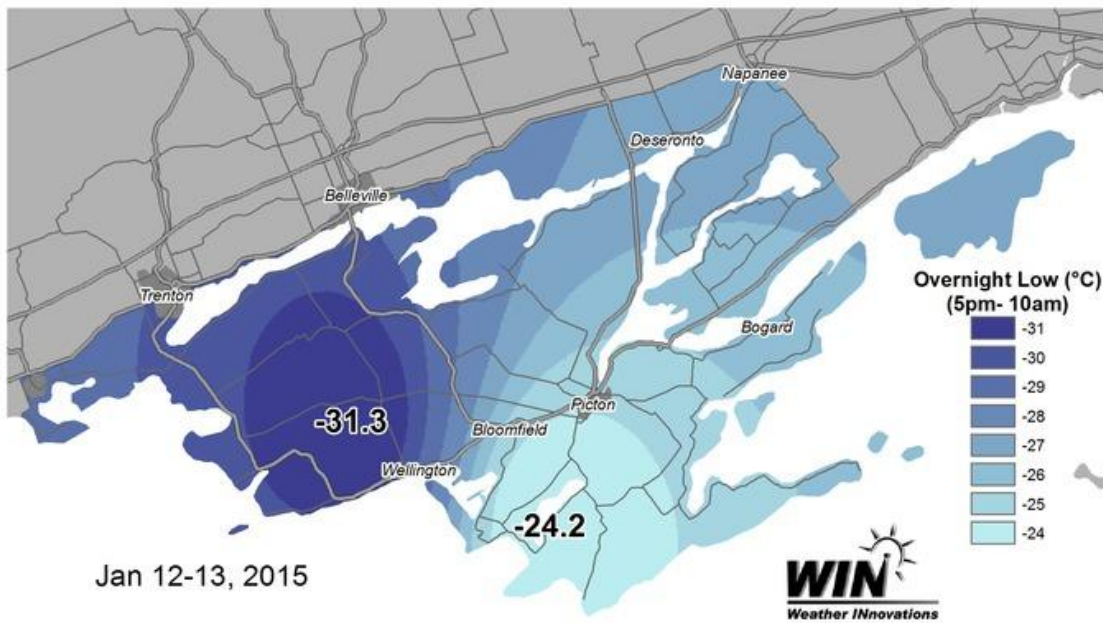 Napanee
Deseronto
Belleville
Trenton
Overnight Low (°C)
(5pm- 10am)
-31
-30
-29
-28
-27
-26
-25
-24
Bogard
Picton
-31.3
Bloomfield
Wellington
-24.2
Jan 12-13, 2015
WIN
Weather INnovations